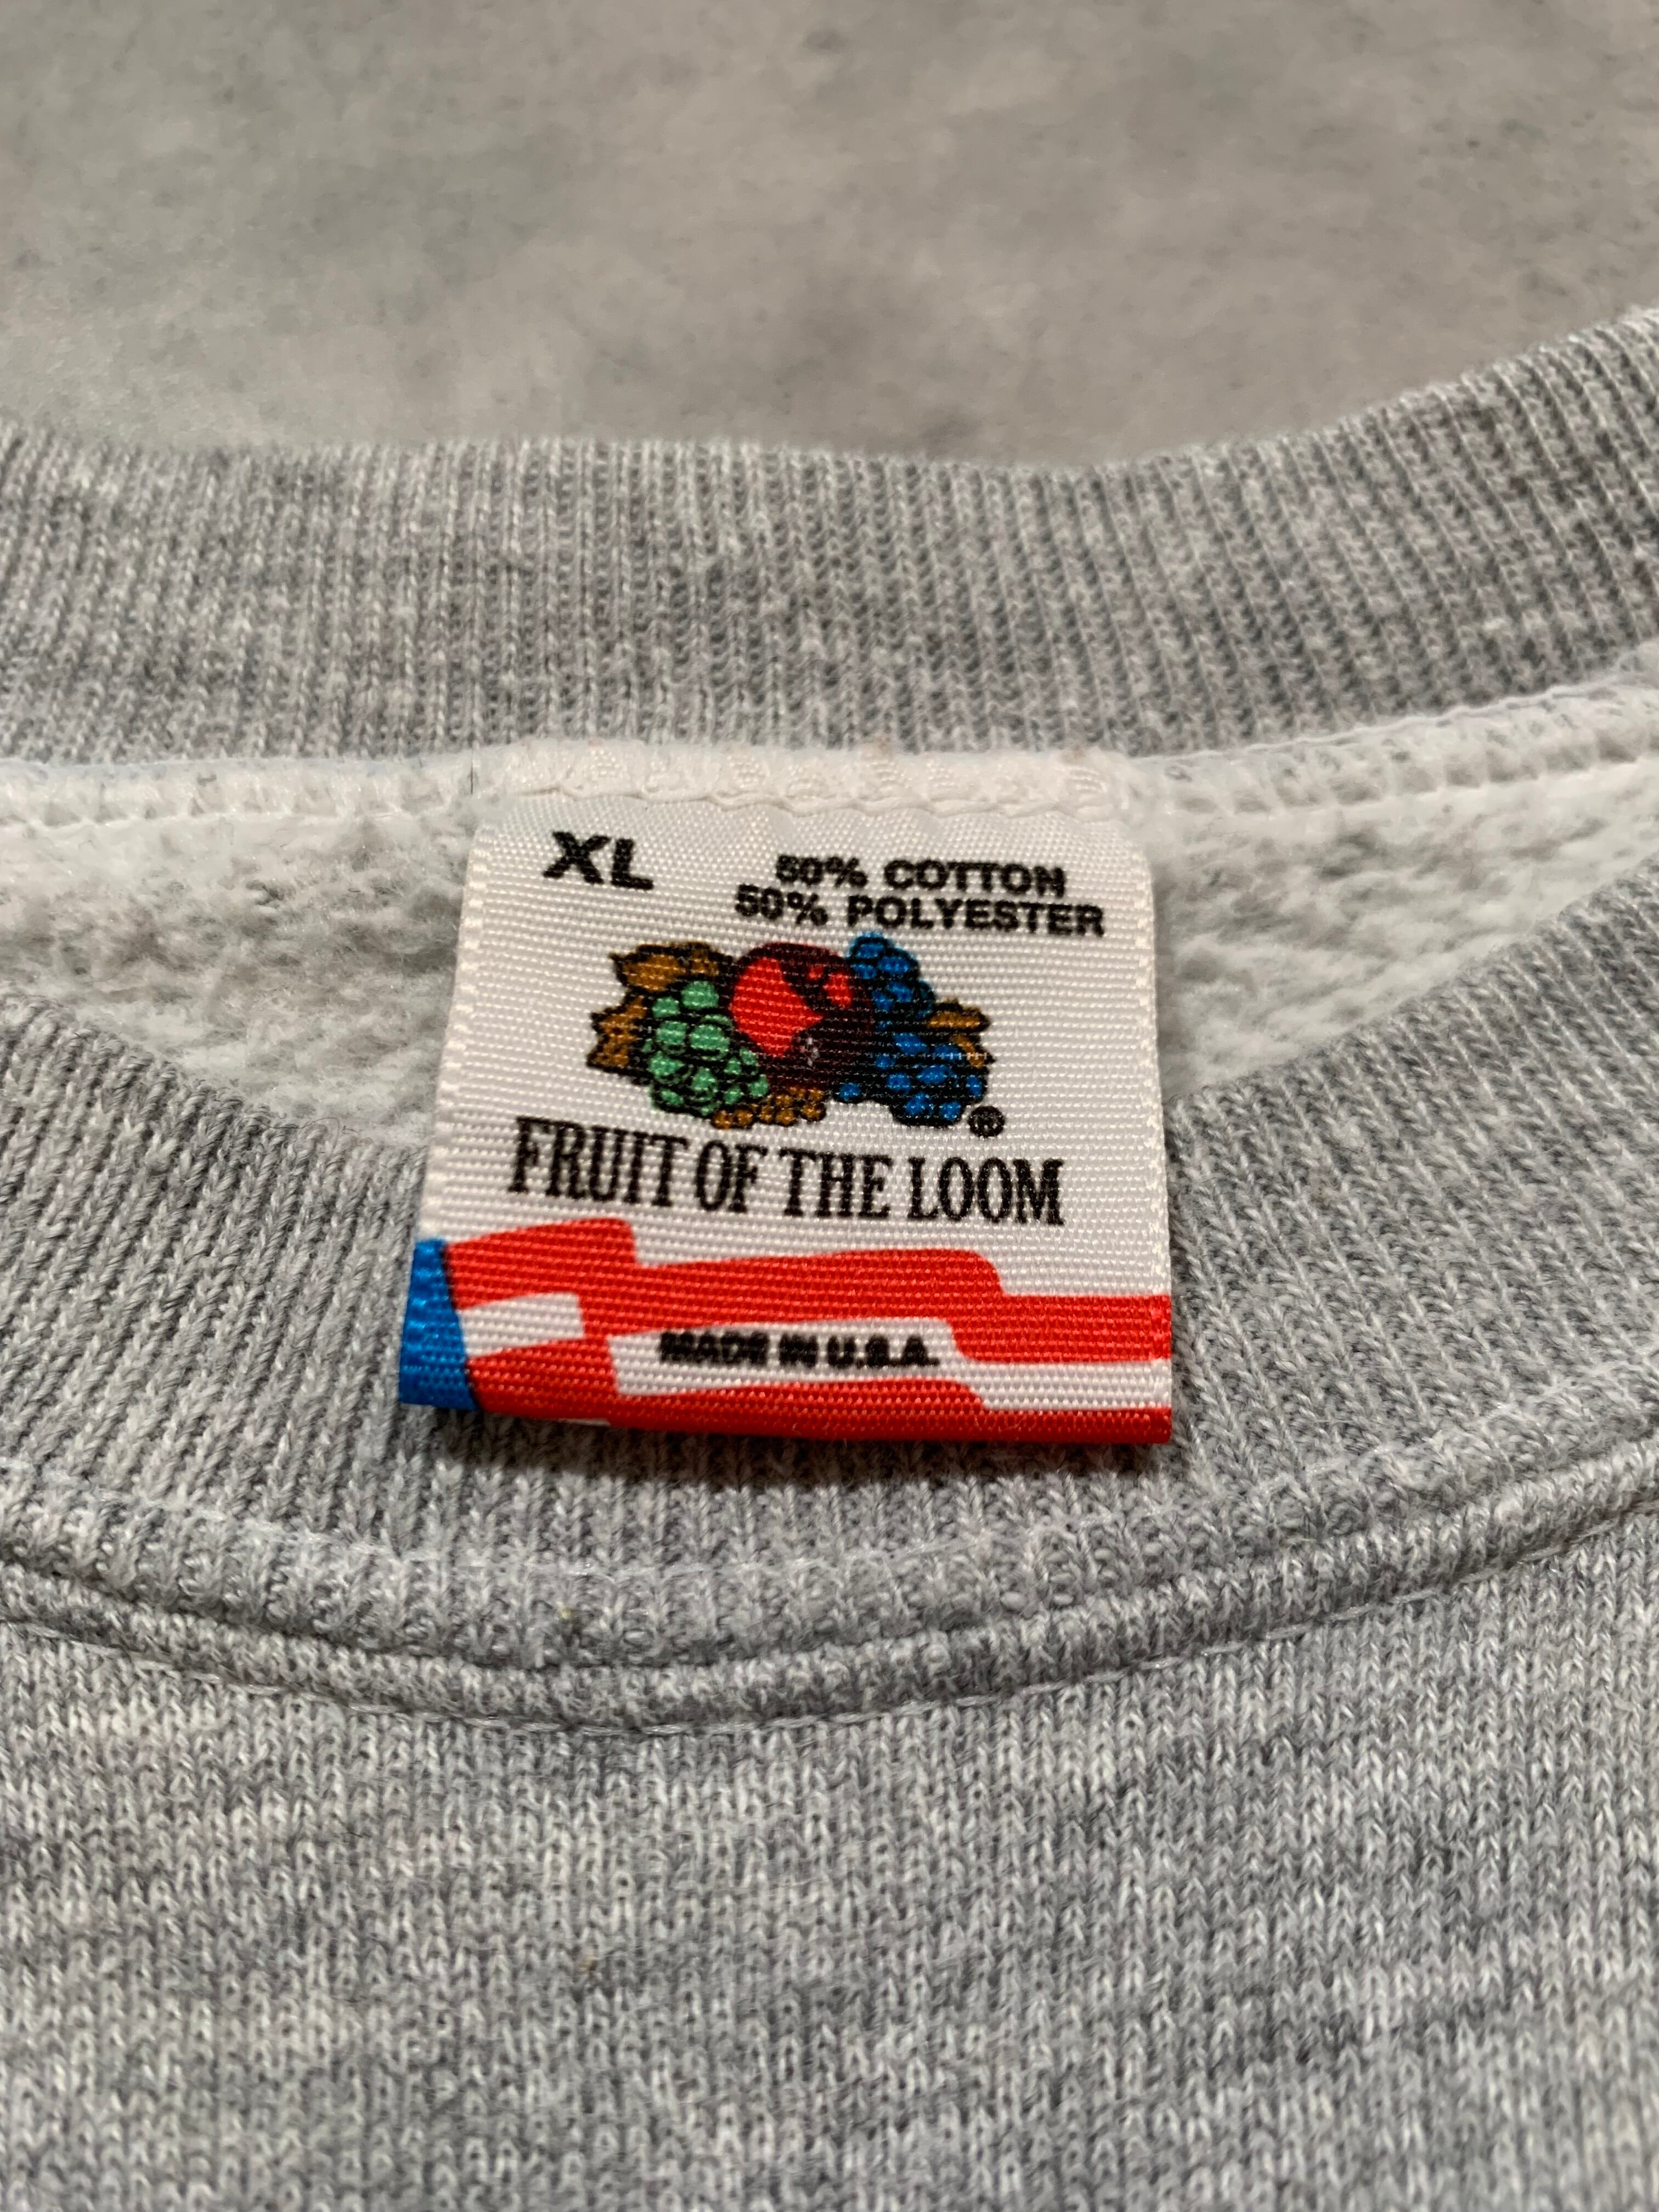 XL
50% COTTON
50% POLYESTER
®
FRUIT OF THE LOOM
MADE IN U.S.A.